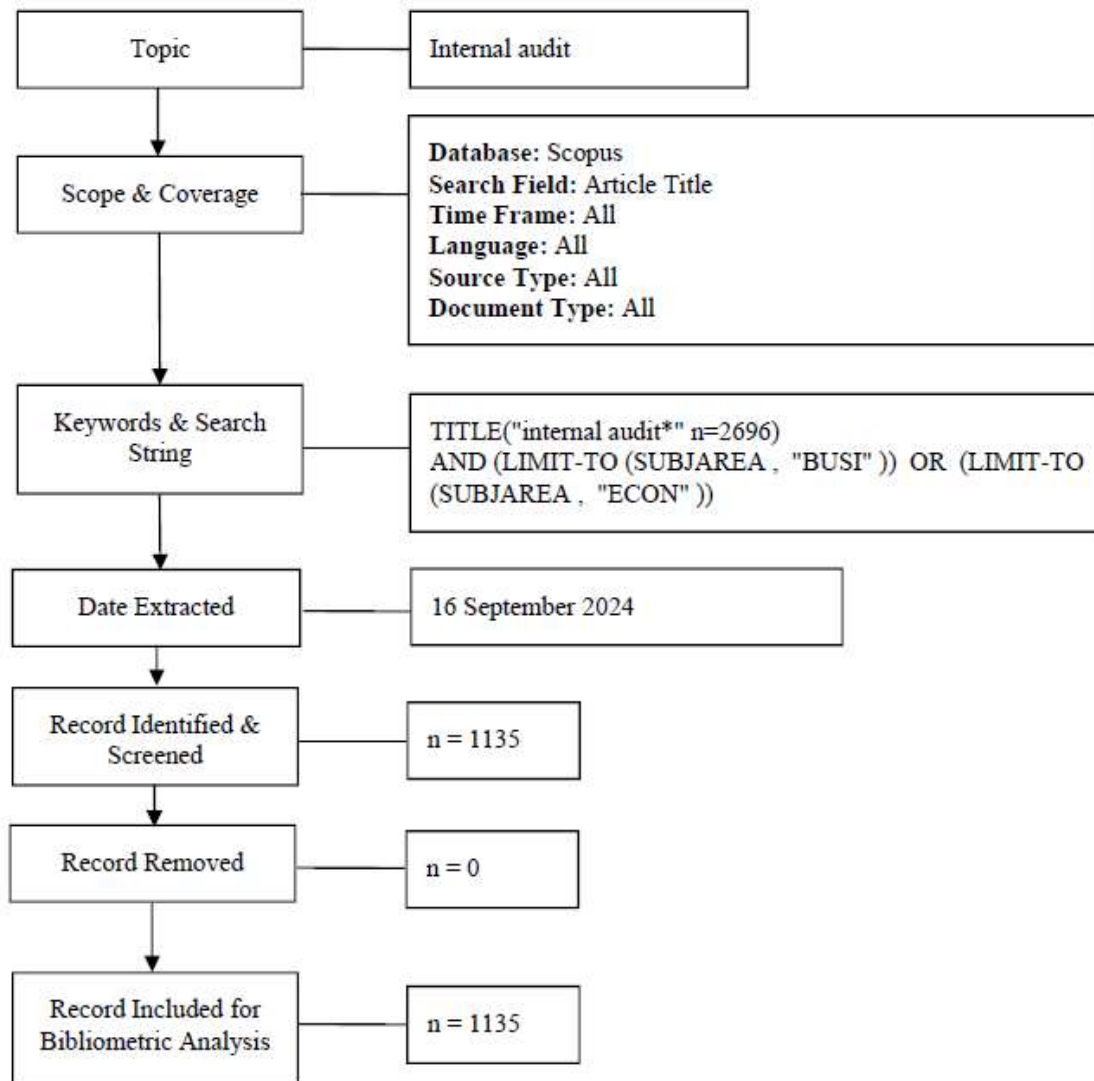 Topic
Internal audit
Scope & Coverage
Database: Scopus
Search Field: Article Title
Time Frame: All
Language: All
Source Type: All
Document Type: All
Keywords & Search
String
TITLE("internal audit*" n=2696)
AND (LIMIT-TO (SUBJAREA , "BUSI" )) OR (LIMIT-TO
(SUBJAREA , "ECON" ))
Date Extracted
16 September 2024
Record Identified &
Screened
n = 1135
Record Removed
n = 0
Record Included for
Bibliometric Analysis
n = 1135